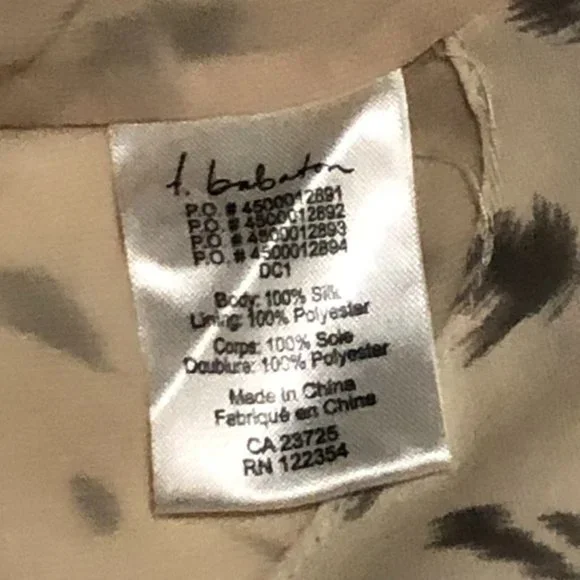 f. babaton
P.O. # 4500012891
P.O. # 4500012892
P.O. # 4500012893
P.O. # 4500012894
DC1
Body: 100% Silk
Lining: 100% Polyester
Corps: 100% Soie
Doublure: 100% Polyester
Made in China
Fabriqué en Chine
CA 23725
RN 122354